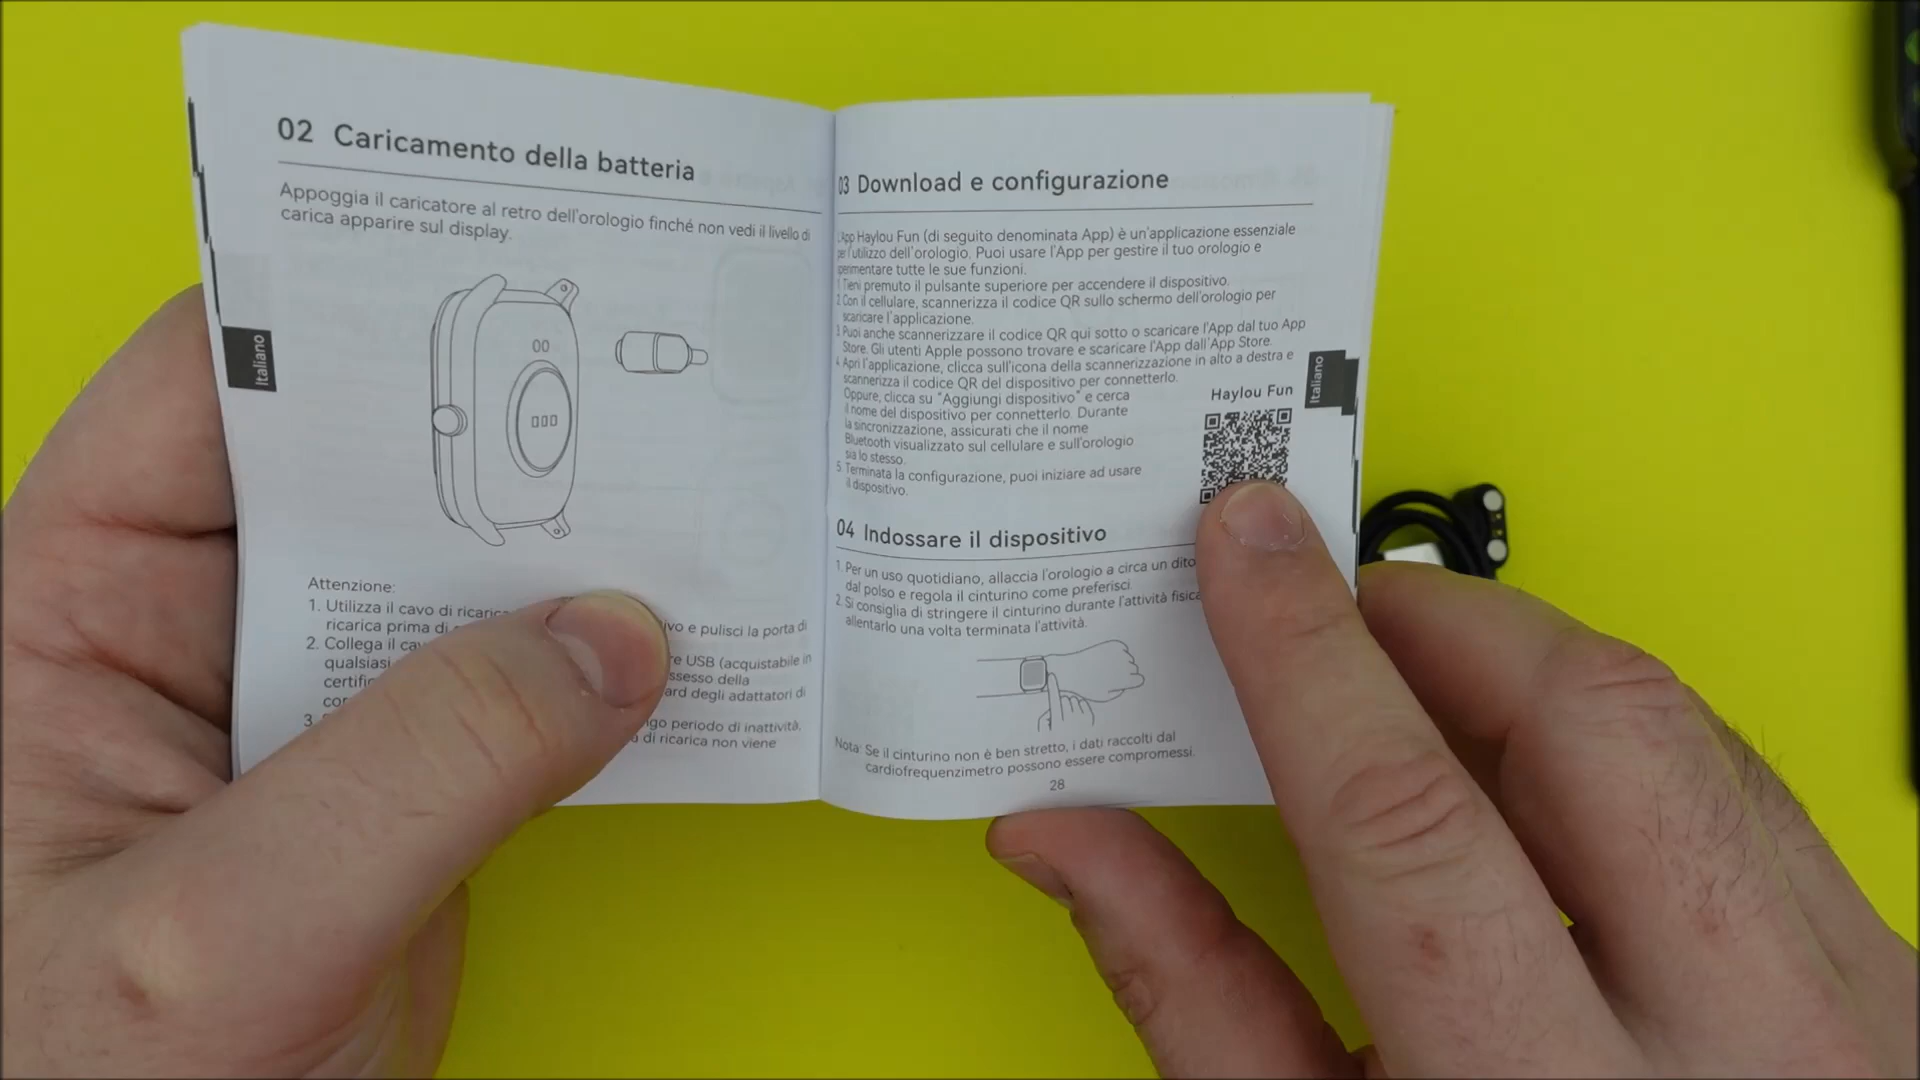 02 Caricamento della batteria
Appoggia il caricatore al retro dell'orologio finché non vedi il livello di
carica apparire sul display.
Italiano
Attenzione:
1. Utilizza il cavo di ricarica ivo e pulisci la porta di
ricarica prima di
2. Collega il re USB (acquistabile in
qualsiasi ssesso della
ard degli adattatori di
3. go periodo di inattività,
di ricarica non viene
03 Download e configurazione
L'App Haylou Fun (di seguito denominata App) è un'applicazione essenziale
per l'utilizzo dell'orologio. Puoi usare l'App per gestire il tuo orologio e
perimentare tutte le sue funzioni.
1 Tieni premuto il pulsante superiore per accendere il dispositivo.
2 Con il cellulare, scannerizza il codice QR sullo schermo dell'orologio per
scaricare l'applicazione.
3 Puoi anche scannerizzare il codice QR qui sotto o scaricare l'App dal tuo App
Store. Gli utenti Apple possono trovare e scaricare l'App dall'App Store.
4 Apri l'applicazione, clicca sull'icona della scannerizzazione in alto a destra e
scannerizza il codice QR del dispositivo per connetterlo.
Oppure, clicca su "Aggiungi dispositivo" e cerca
il nome del dispositivo per connetterlo. Durante
la sincronizzazione, assicurati che il nome
Bluetooth visualizzato sul cellulare e sull'orologio
sia lo stesso.
5. Terminata la configurazione, puoi iniziare ad usare
il dispositivo.
Haylou Fun
Italiano
04 Indossare il dispositivo
1. Per un uso quotidiano, allaccia l'orologio a circa un dito
dal polso e regola il cinturino come preferisci.
2. Si consiglia di stringere il cinturino durante l'attività fisica
allentarlo una volta terminata l'attività.
Nota: Se il cinturino non è ben stretto, i dati raccolti dal
cardiofrequenzimetro possono essere compromessi.
28